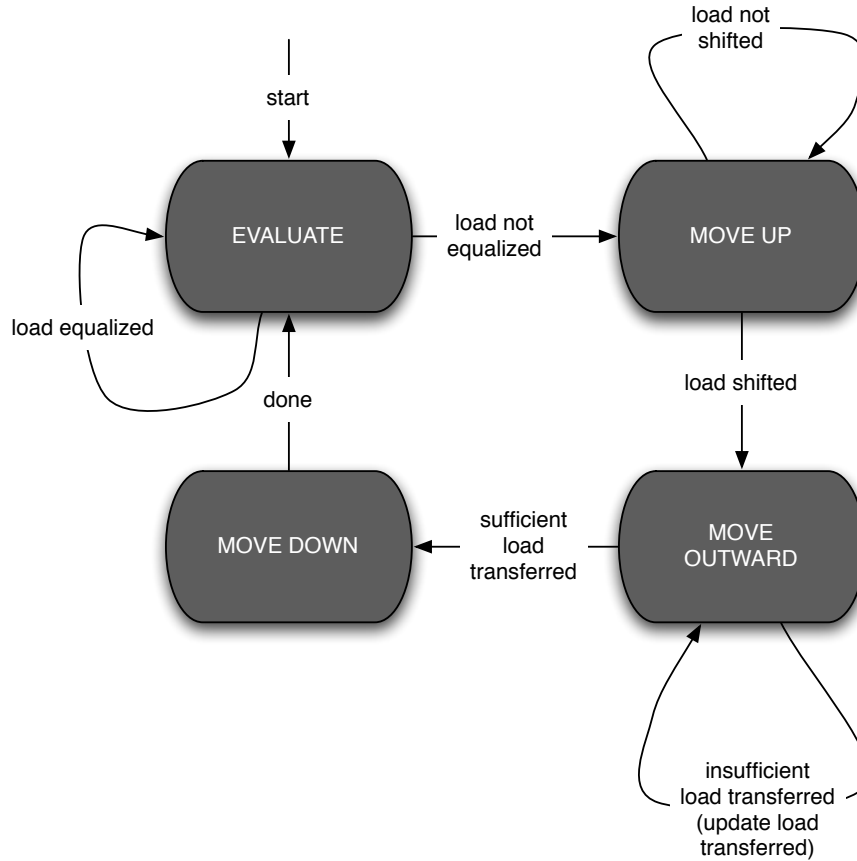 load not
shifted
start
EVALUATE
load not
equalized
MOVE UP
load equalized
done
load shifted
MOVE DOWN
sufficient
load
transferred
MOVE
OUTWARD
insufficient
load transferred
(update load
transferred)